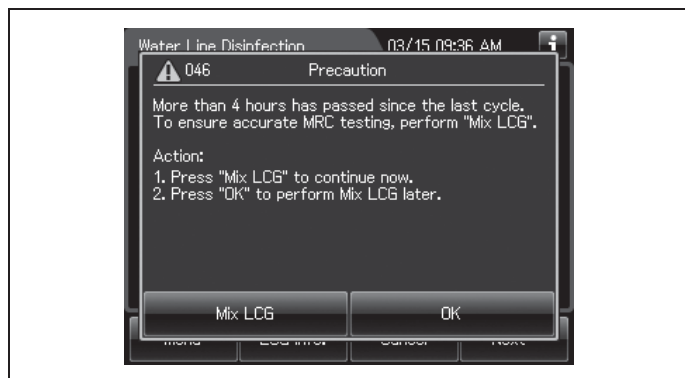 Water Line Disinfection 03/15 09:36 AM i
046 Precaution
More than 4 hours has passed since the last cycle.
To ensure accurate MRC testing, perform "Mix LCG".
Action:
1. Press "Mix LCG" to continue now.
2. Press "OK" to perform Mix LCG later.
Mix LCG OK